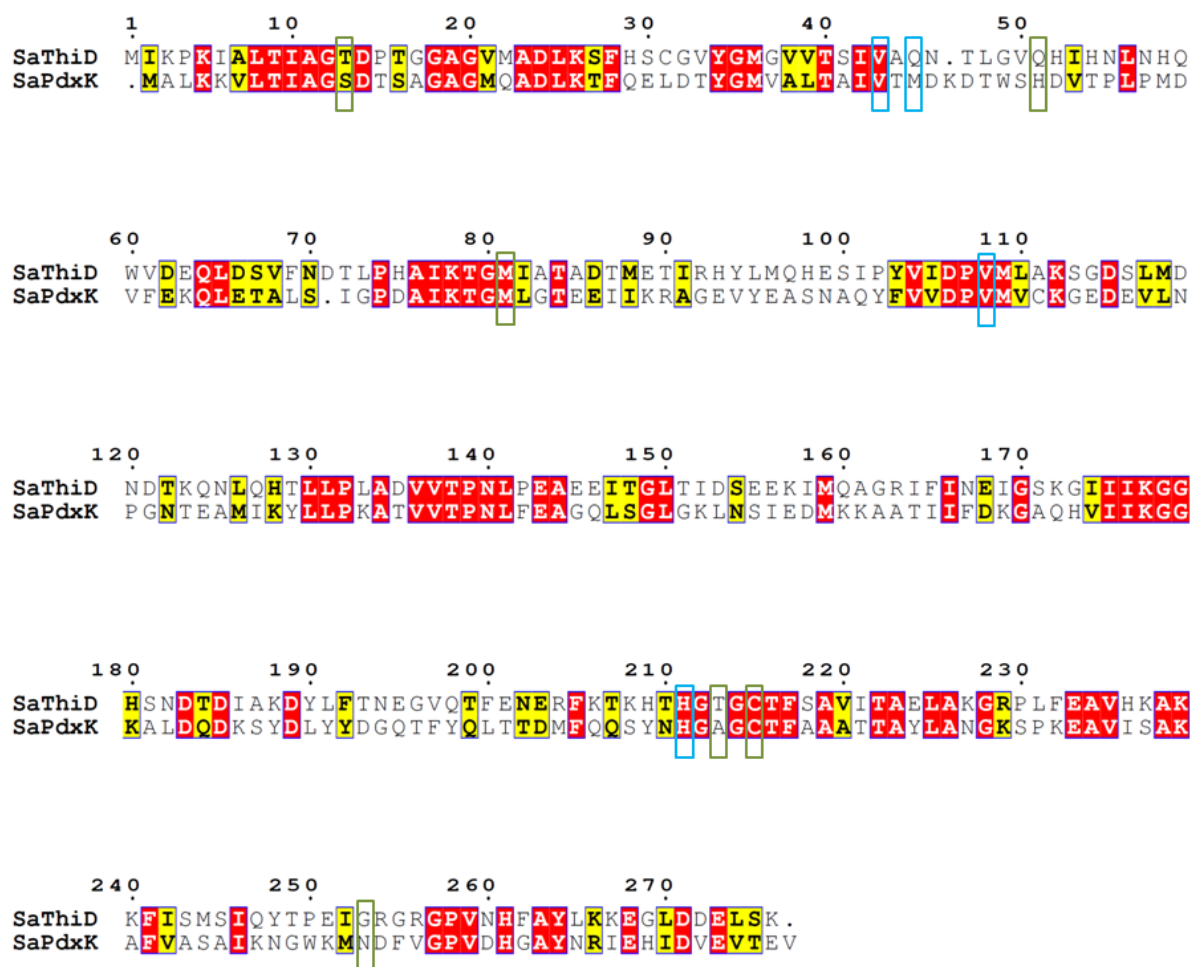 1 10 20 30 40 50
SaThiD MIKPKIALTIAGTDPTGGAGVMADLKSFHSCGVYGMGVVTSIVAQN.TLGVQHIHNLNHQ
SaPdxK .MALKKVLTIAGSDTSAGAGMQADLKTFQELDTYGMVALTAIVTMDKDTWSHDVTPLPMD
60 70 80 90 100 110
SaThiD WVDEQLDSVFNDTLPHAIKTGMIATADTMETIRHYLMQHESIPYVIDPVMLAKSGDSLMD
SaPdxK VFEKQLETALS.IGPDAIKTGMLGTEEIIKRAGEVYEASNAQYFVVDPVMVCKGEDEVLN
120 130 140 150 160 170
SaThiD NDTKQNLQHTLLPLADVVTPNLPEAEEITGLTIDSEEKIMQAGRIFINEIGSKGIIIKGG
SaPdxK PGNTEAMIKYLLPKATVVTPNLFEAGQLSGLGKLNSIEDMKKAATIIFDKGAQHVIIKGG
180 190 200 210 220 230
SaThiD HSNDTDIAKDYLFTNEGVQTFENERFKTKHTHGTGCTFSAVITAELAKGRPLFEAVHKAK
SaPdxK KALDQDKSYDLYYDGQTFYQLTTDMFQQSYNHGAGCTFAAATTAYLANGKSPKEAVISAK
240 250 260 270
SaThiD KFISMSIQYTPEIGRGRGPVNHFAYLKKEGLDDELSK.
SaPdxK AFVASAIKNGWKMNDFVGPVDHGAYNRIEHIDVEVTEV